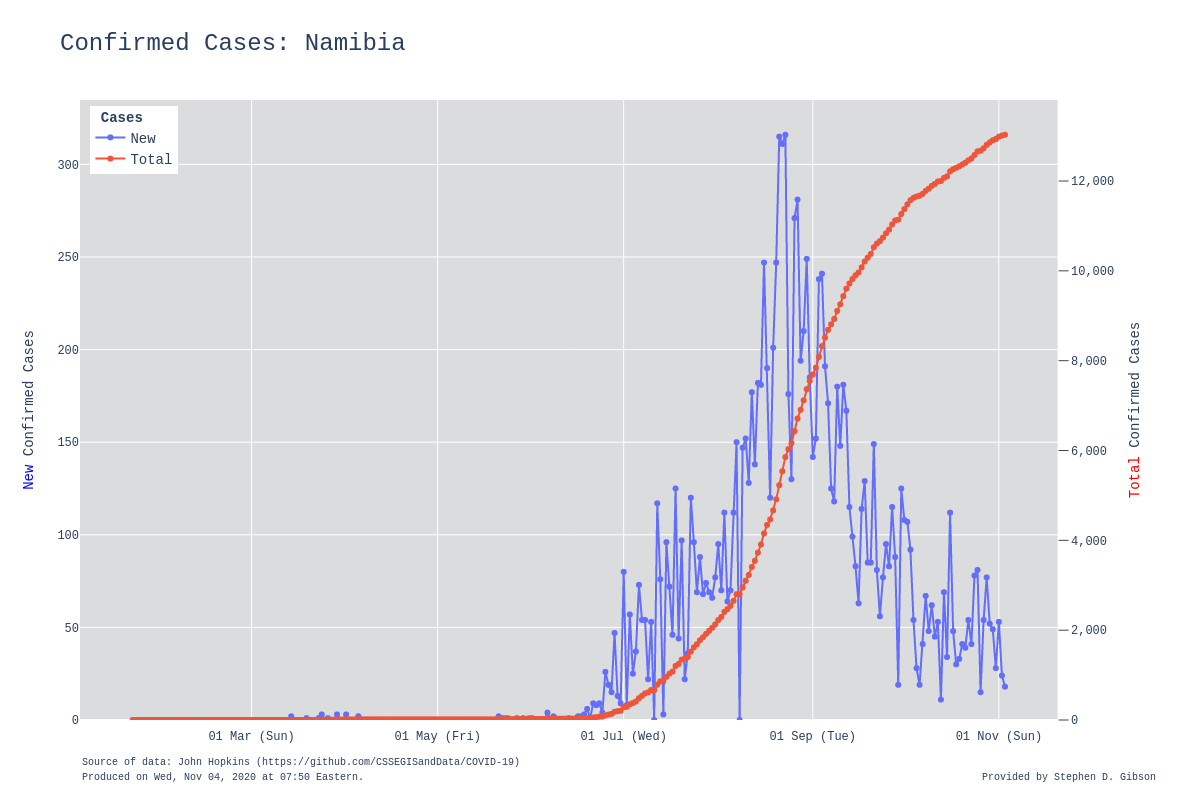 Confirmed Cases: Namibia
Cases
New
Total
300
250
200
150
100
50
0
12,000
10,000
8,000
6,000
4,000
2,000
0
New Confirmed Cases
Total Confirmed Cases
01 Mar (Sun) 01 May (Fri) 01 Jul (Wed) 01 Sep (Tue) 01 Nov (Sun)
Source of data: John Hopkins (https://github.com/CSSEGISandData/COVID-19)
Produced on Wed, Nov 04, 2020 at 07:50 Eastern.
Provided by Stephen D. Gibson